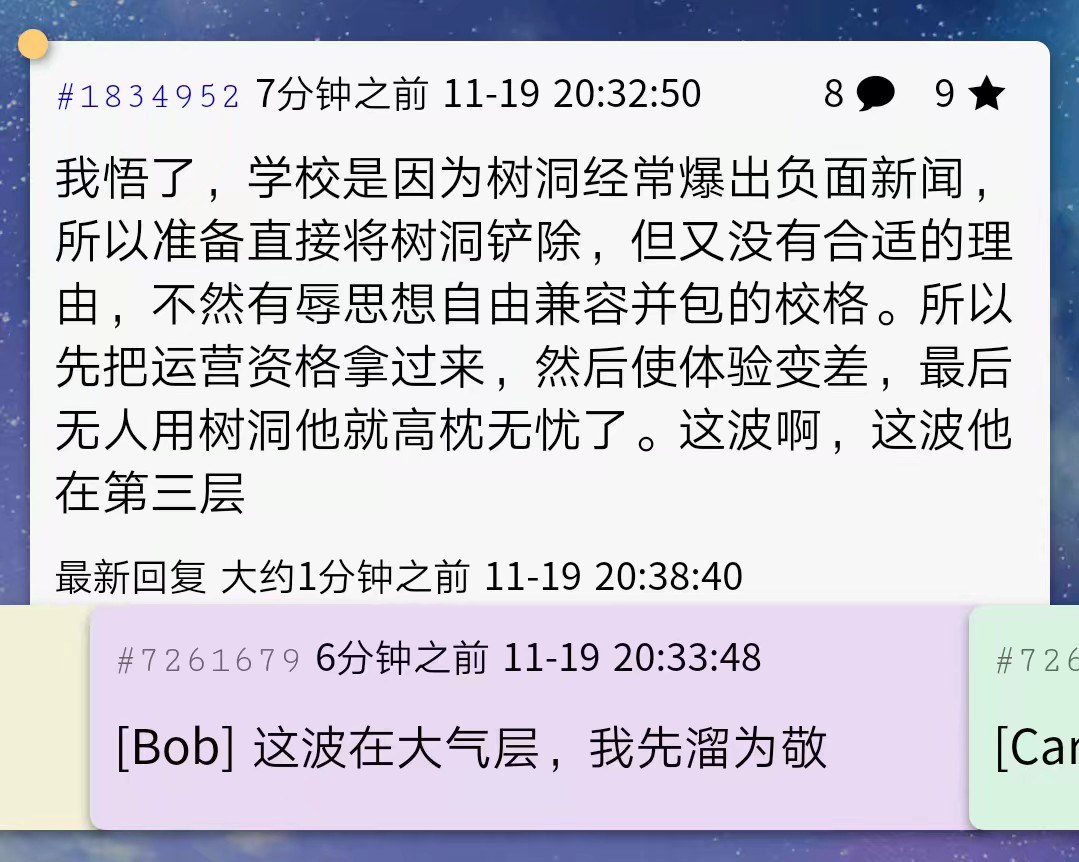 #1834952 7分钟之前 11-19 20:32:50 8 9
我悟了，学校是因为树洞经常爆出负面新闻，
所以准备直接将树洞铲除，但又没有合适的理
由，不然有辱思想自由兼容并包的校格。所以
先把运营资格拿过来，然后使体验变差，最后
无人用树洞他就高枕无忧了。这波啊，这波他
在第三层
最新回复 大约1分钟之前 11-19 20:38:40
#7261679 6分钟之前 11-19 20:33:48
[Bob] 这波在大气层，我先溜为敬
#726
[Car